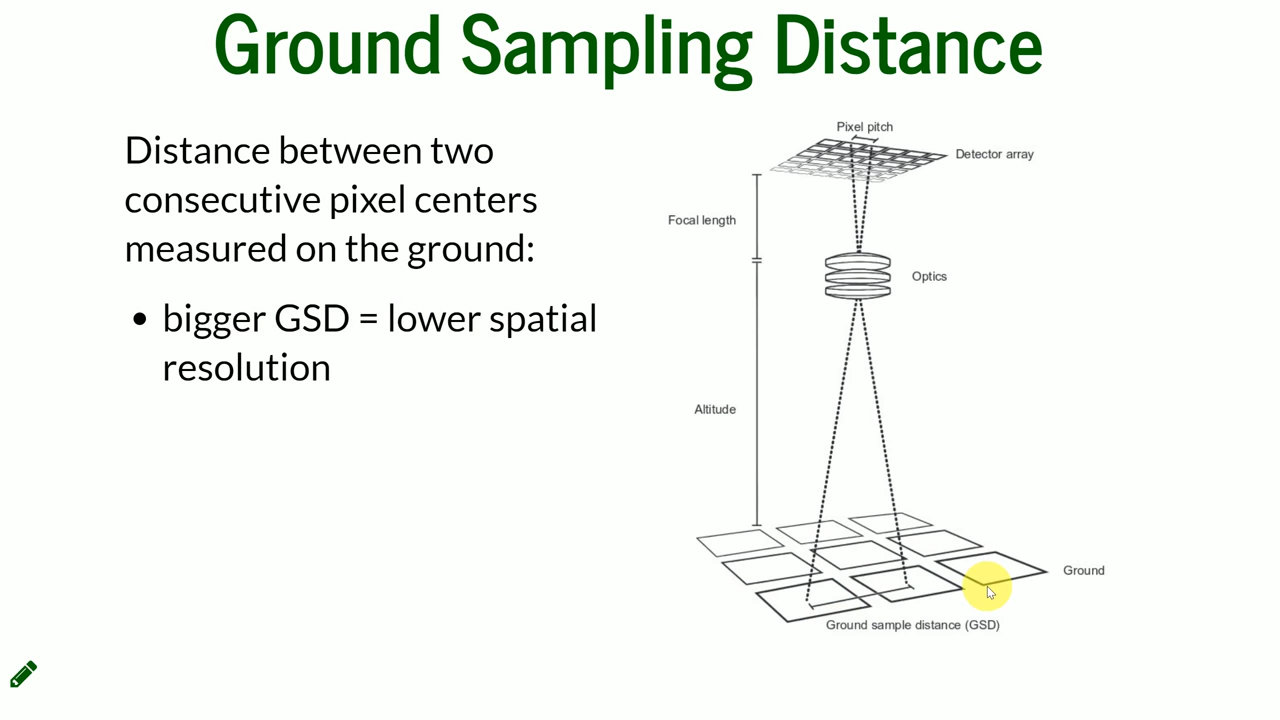 Ground Sampling Distance
Distance between two
consecutive pixel centers
measured on the ground:
• bigger GSD = lower spatial
resolution
Pixel pitch
Detector array
Focal length
Optics
Altitude
Ground
Ground sample distance (GSD)